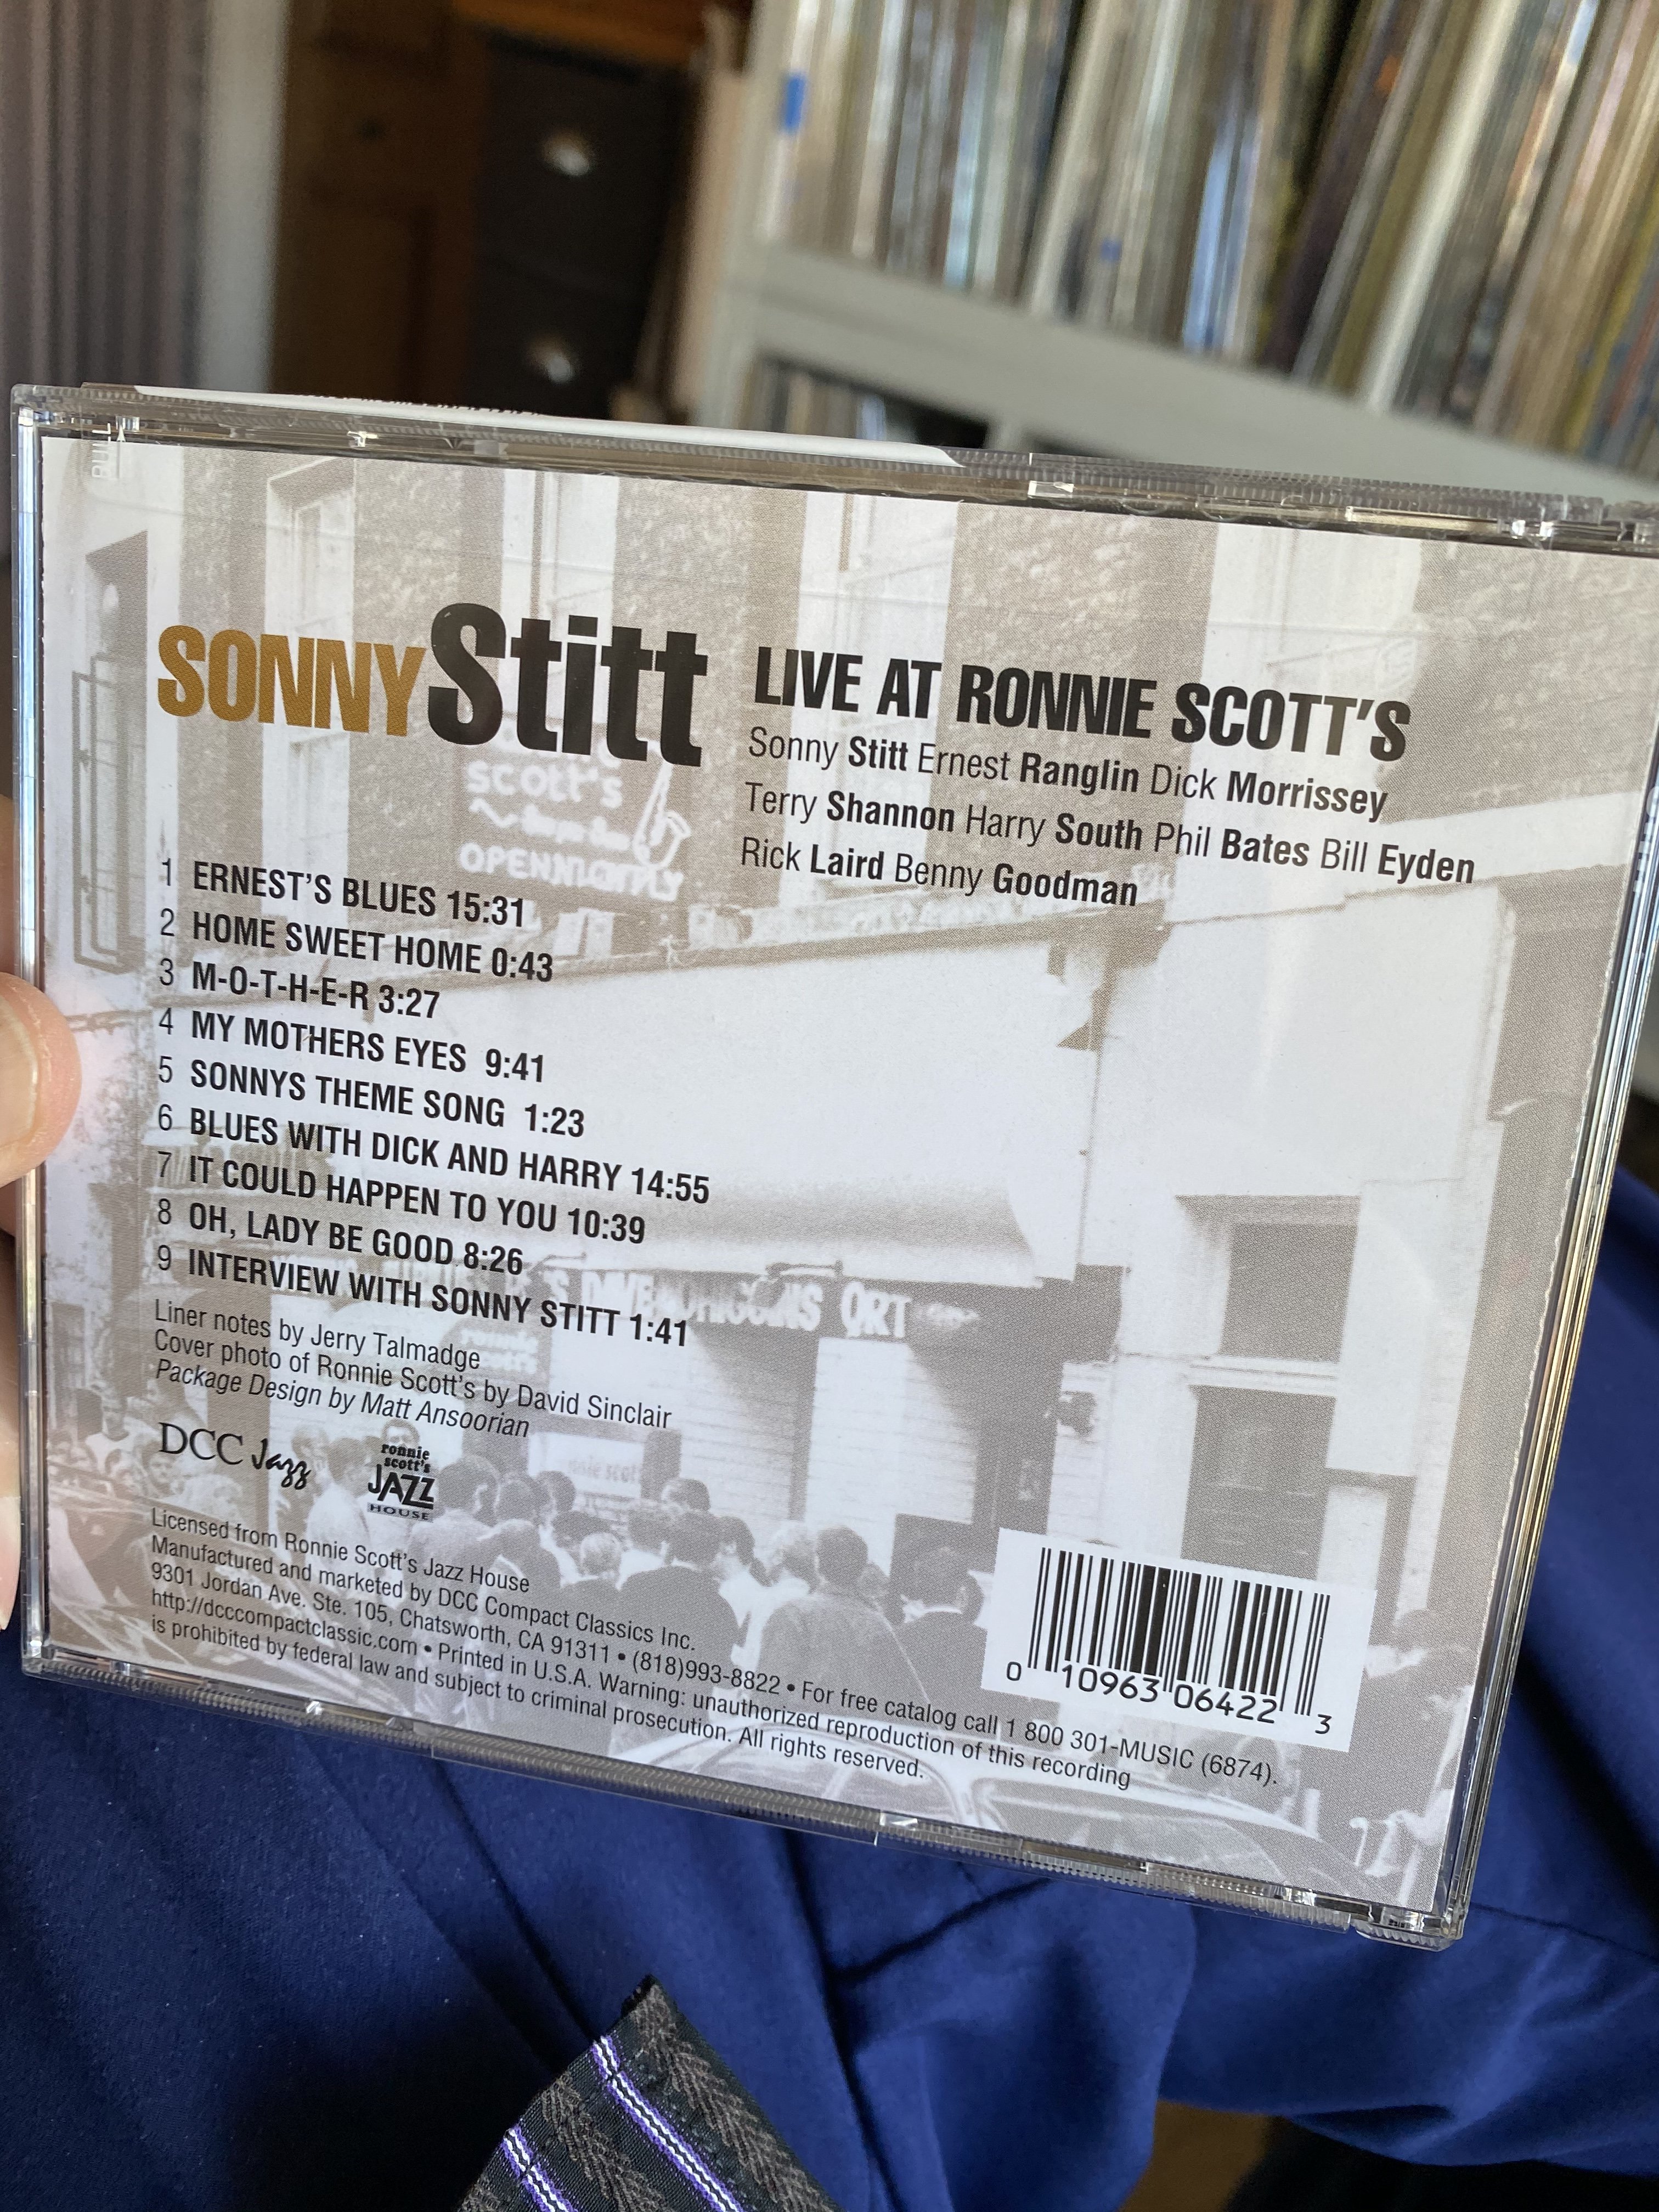 SONNY Stitt
LIVE AT RONNIE SCOTT'S
Sonny Stitt Ernest Ranglin Dick Morrissey
Terry Shannon Harry South Phil Bates Bill Eyden
Rick Laird Benny Goodman
SCOTT'S
OPEN NIGHTLY
1 ERNEST'S BLUES 15:31
2 HOME SWEET HOME 0:43
3 M-O-T-H-E-R 3:27
4 MY MOTHERS EYES 9:41
5 SONNYS THEME SONG 1:23
6 BLUES WITH DICK AND HARRY 14:55
7 IT COULD HAPPEN TO YOU 10:39
8 OH, LADY BE GOOD 8:26
9 INTERVIEW WITH SONNY STITT 1:41
Liner notes by Jerry Talmadge
Cover photo of Ronnie Scott's by David Sinclair
Package Design by Matt Ansoorian
DCC Jazz
ronnie
scott's
JAZZ
HOUSE
Licensed from Ronnie Scott's Jazz House
Manufactured and marketed by DCC Compact Classics Inc.
9301 Jordan Ave. Ste. 105, Chatsworth, CA 91311 • (818)993-8822 • For free catalog call 1 800 301-MUSIC (6874).
http://dcccompactclassic.com • Printed in U.S.A. Warning: unauthorized reproduction of this recording
is prohibited by federal law and subject to criminal prosecution. All rights reserved.
0 10963 06422 3